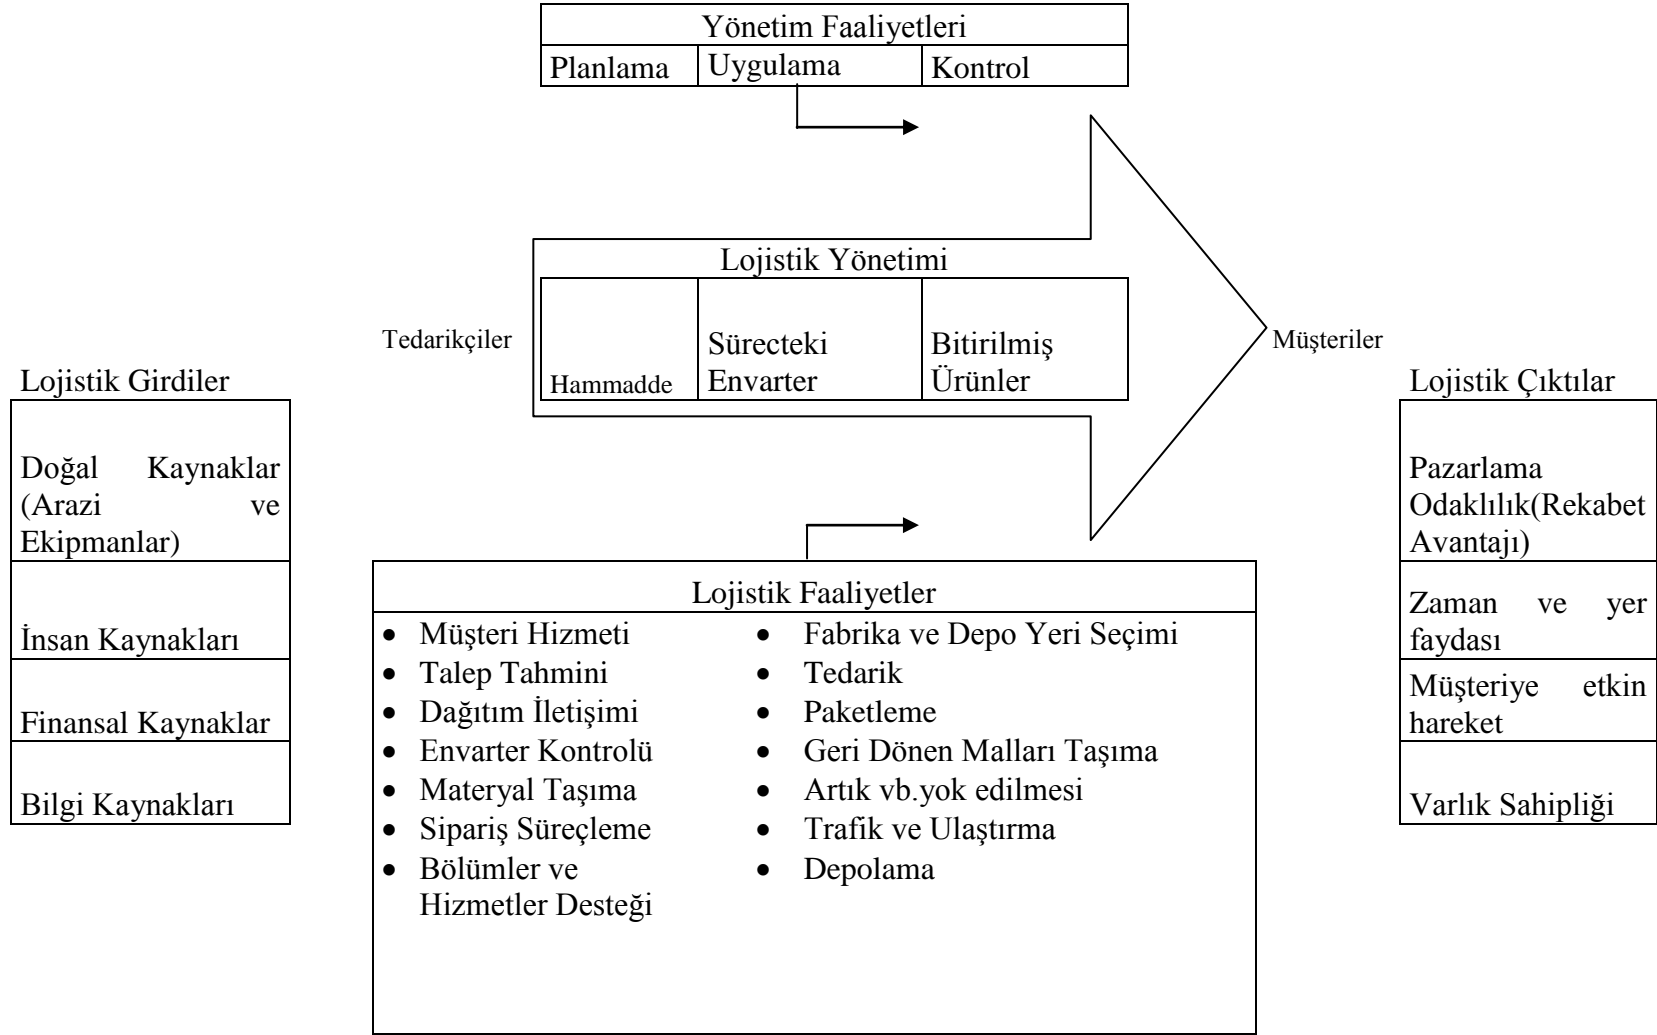 Yönetim Faaliyetleri
Planlama
Uygulama
Kontrol
Lojistik Yönetimi
Tedarikçiler
Hammadde
Sürecteki
Envarter
Bitirilmiş
Ürünler
Müşteriler
Lojistik Girdiler
Doğal Kaynaklar
(Arazi ve
Ekipmanlar)
İnsan Kaynakları
Finansal Kaynaklar
Bilgi Kaynakları
Lojistik Faaliyetler
• Müşteri Hizmeti
• Talep Tahmini
• Dağıtım İletişimi
• Envarter Kontrolü
• Materyal Taşıma
• Sipariş Süreçleme
• Bölümler ve
Hizmetler Desteği
• Fabrika ve Depo Yeri Seçimi
• Tedarik
• Paketleme
• Geri Dönen Malları Taşıma
• Artık vb.yok edilmesi
• Trafik ve Ulaştırma
• Depolama
Lojistik Çıktılar
Pazarlama
Odaklılık(Rekabet
Avantajı)
Zaman ve yer
faydası
Müşteriye etkin
hareket
Varlık Sahipliği